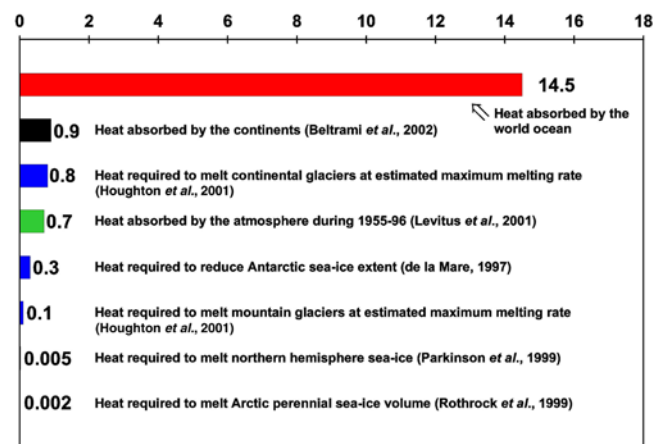 0 2 4 6 8 10 12 14 16 18
14.5
Heat absorbed by the
world ocean
0.9 Heat absorbed by the continents (Beltrami et al., 2002)
0.8 Heat required to melt continental glaciers at estimated maximum melting rate
(Houghton et al., 2001)
0.7 Heat absorbed by the atmosphere during 1955-96 (Levitus et al., 2001)
0.3 Heat required to reduce Antarctic sea-ice extent (de la Mare, 1997)
0.1 Heat required to melt mountain glaciers at estimated maximum melting rate
(Houghton et al., 2001)
0.005 Heat required to melt northern hemisphere sea-ice (Parkinson et al., 1999)
0.002 Heat required to melt Arctic perennial sea-ice volume (Rothrock et al., 1999)